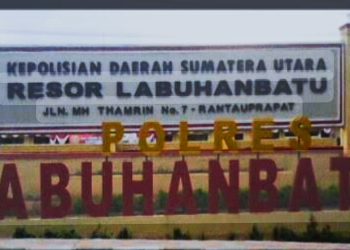 KEPOLISIAN DAERAH SUMATERA UTARA
RESOR LABUHANBATU
JLN. MH THAMRIN No. 7 - RANTAUPRAPAT
POLRES
ABUHANBAT